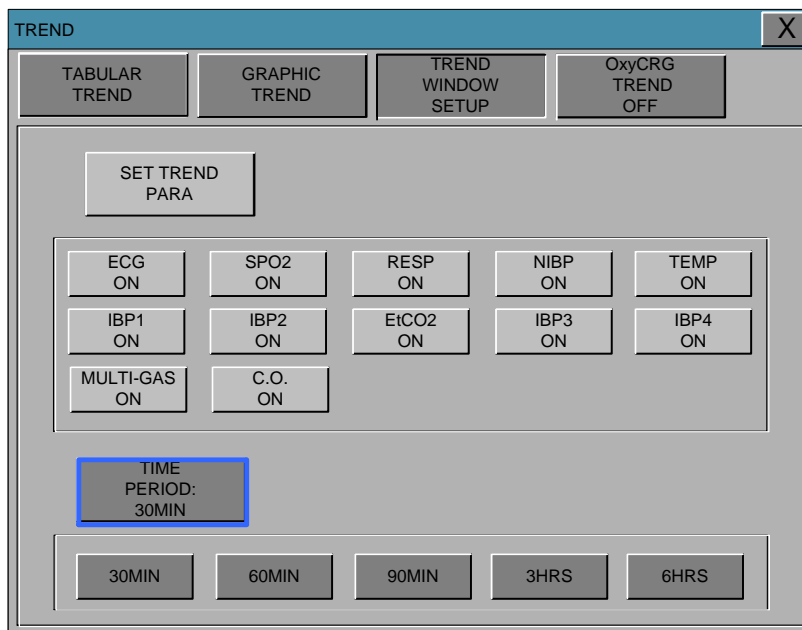 TREND
X
TABULAR
TREND
GRAPHIC
TREND
TREND
WINDOW
SETUP
OxyCRG
TREND
OFF
SET TREND
PARA
ECG
ON
SPO2
ON
RESP
ON
NIBP
ON
TEMP
ON
IBP1
ON
IBP2
ON
EtCO2
ON
IBP3
ON
IBP4
ON
MULTI-GAS
ON
C.O.
ON
TIME
PERIOD:
30MIN
30MIN
60MIN
90MIN
3HRS
6HRS